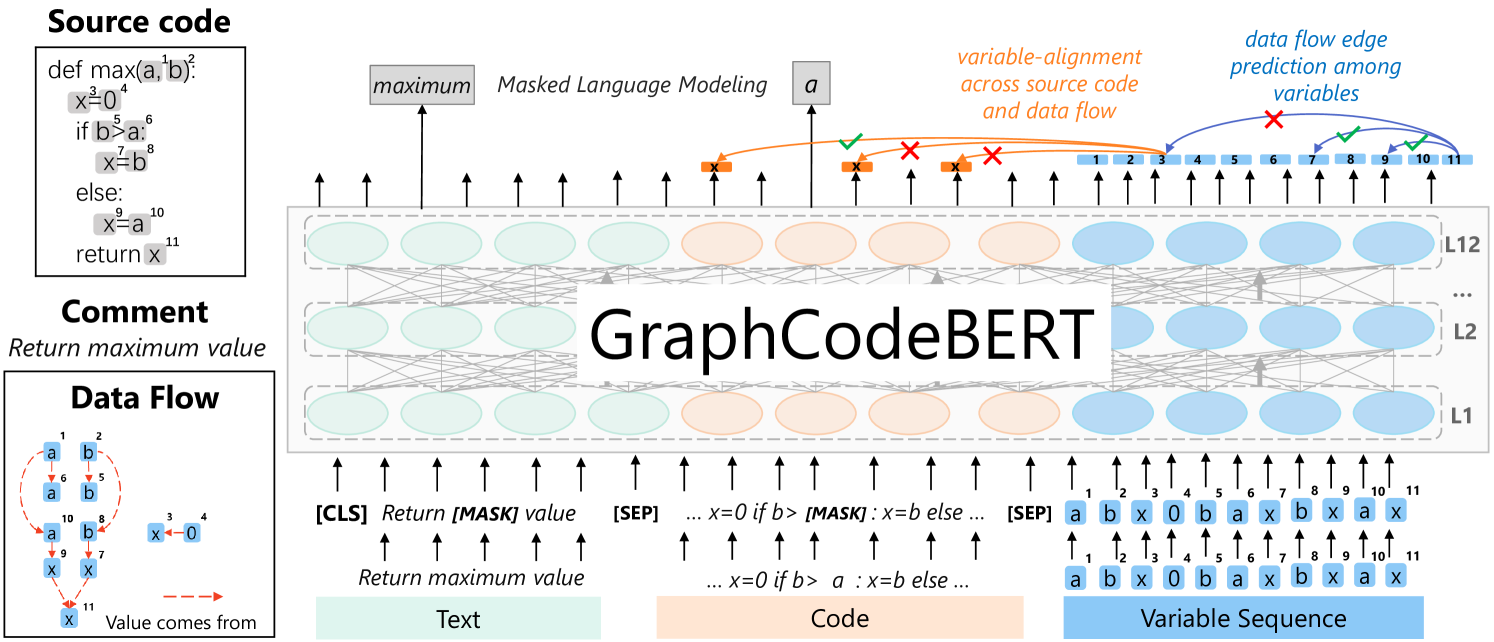 Source code
def max(a, b):
1 2
x=0
3 4
if b>a:
5 6
x=b
7 8
else:
x=a
9 10
return x
11
Comment
Return maximum value
Data Flow
1 2
a b
6 5
a b
10 8 3 4
a b x 0
9 7
x x
11
x
Value comes from
maximum
Masked Language Modeling
a
variable-alignment
across source code
and data flow
data flow edge
prediction among
variables
x x x
1 2 3 4 5 6 7 8 9 10 11
L12
...
L2
L1
GraphCodeBERT
[CLS] Return [MASK] value [SEP] ... x=0 if b> [MASK] : x=b else ... [SEP]
1 2 3 4 5 6 7 8 9 10 11
a b x 0 b a x b x a x
Return maximum value
... x=0 if b> a : x=b else ...
1 2 3 4 5 6 7 8 9 10 11
a b x 0 b a x b x a x
Text
Code
Variable Sequence